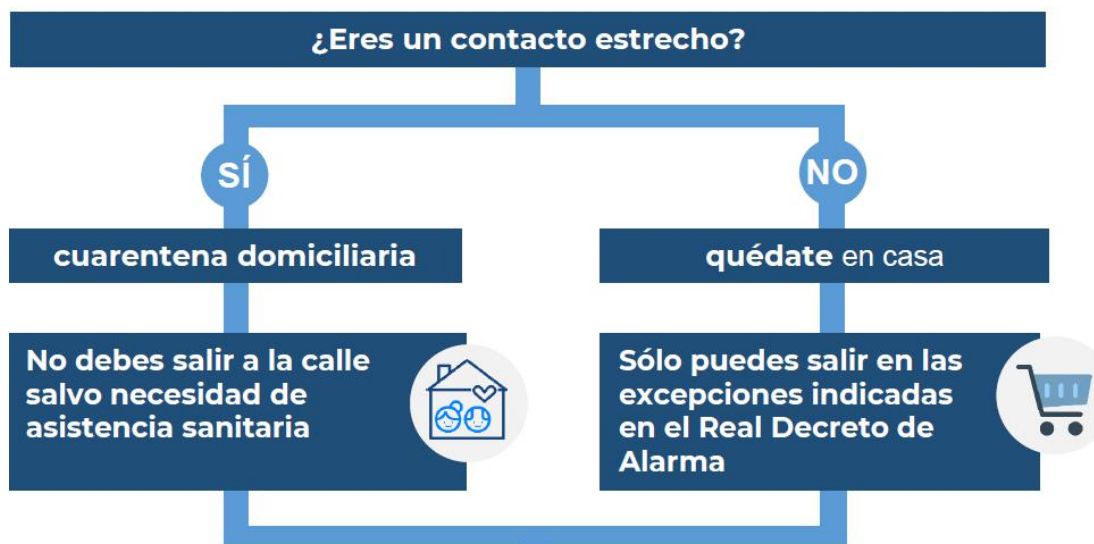 ¿Eres un contacto estrecho?
SÍ
NO
cuarentena domiciliaria
quédate en casa
No debes salir a la calle
salvo necesidad de
asistencia sanitaria
Sólo puedes salir en las
excepciones indicadas
en el Real Decreto de
Alarma